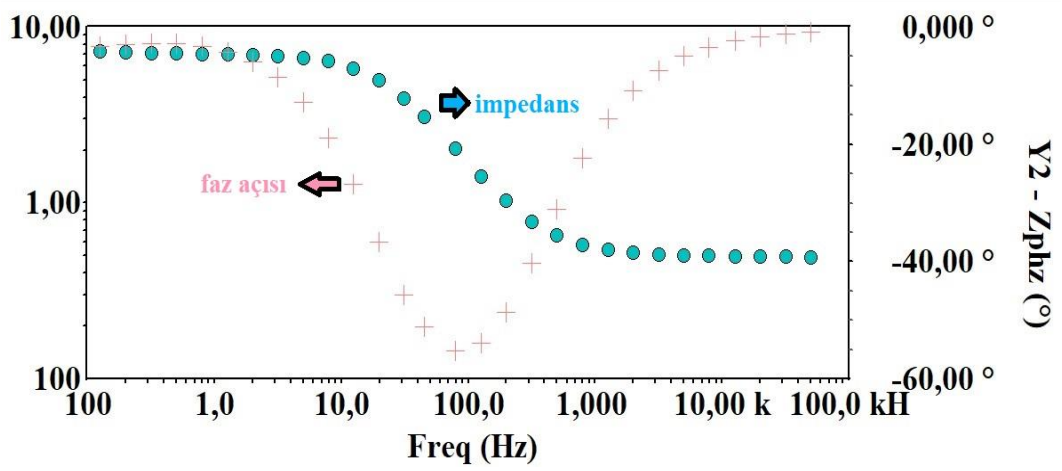 10,00
1,00
100
0,000 °
-20,00 °
-40,00 °
-60,00 °
Y2 - Zphz (°)
impedans
faz açısı
100 1,0 10,0 100,0 1,000 10,00 k 100,0 kH
Freq (Hz)